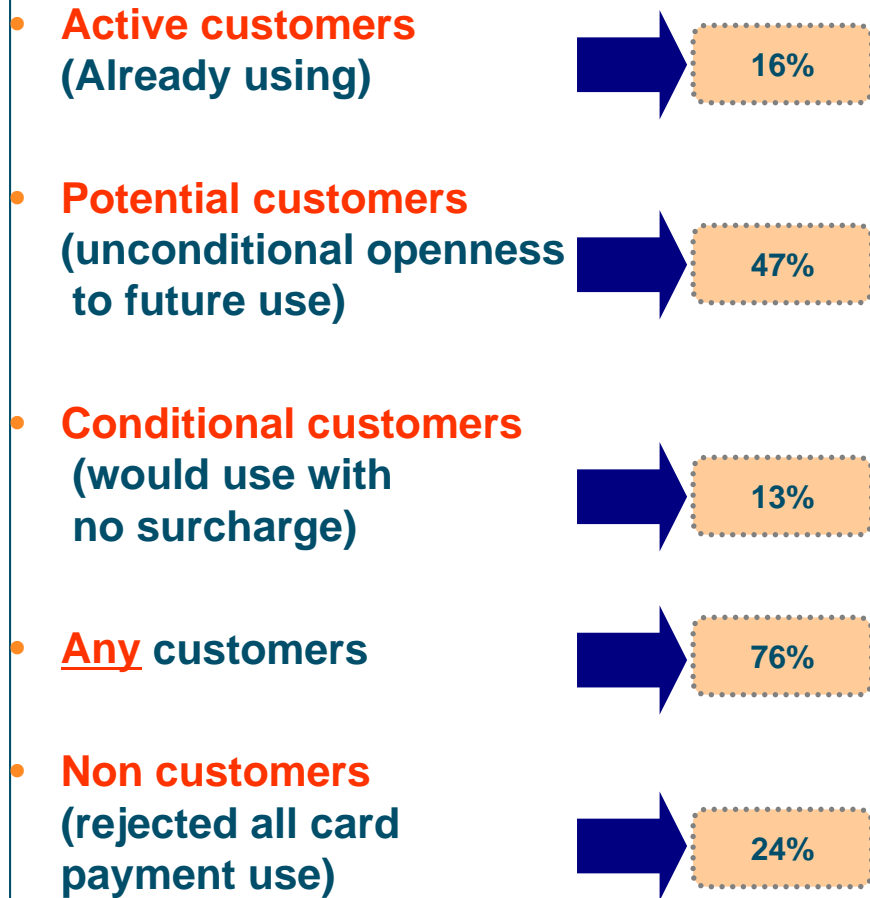 • Active customers
(Already using)
16%
• Potential customers
(unconditional openness
to future use)
47%
• Conditional customers
(would use with
no surcharge)
13%
• Any customers
76%
• Non customers
(rejected all card
payment use)
24%